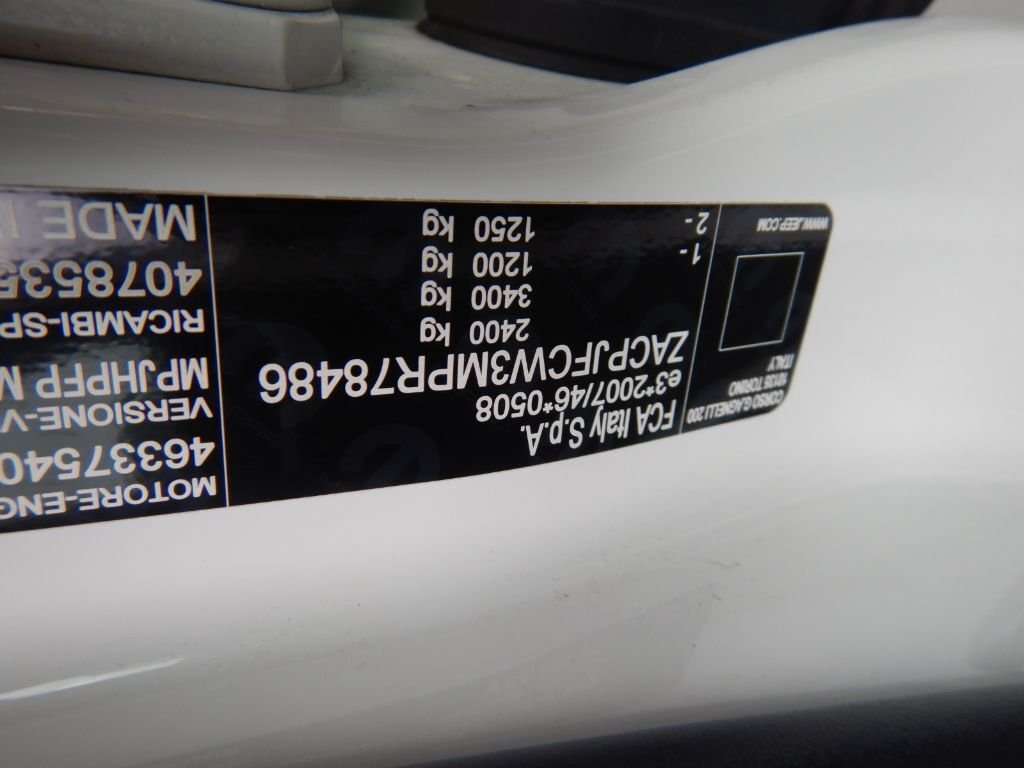 CORSO G.AGNELLI 200
10135 TORINO
ITALY
WWW.JEEP.COM
FCA Italy S.p.A.
e3*2007/46*0508
ZACPJFCW3MPR78486
2400 kg
3400 kg
1 - 1200 kg
2 - 1250 kg
MOTORE-ENG
46337540
VERSIONE-V
MPJHPFP M
RICAMBI-SP
407853
MADE I